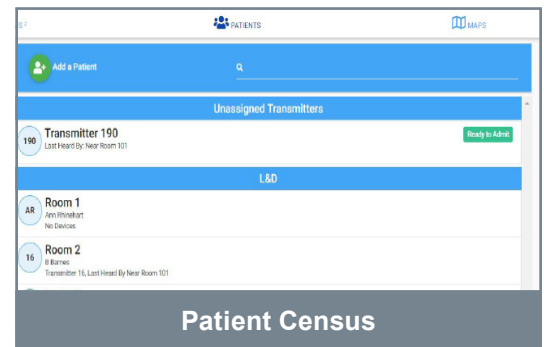 PATIENTS
MAPS
Add a Patient
Unassigned Transmitters
190
Transmitter 190
Last Heard By: Near Room 101
Ready to Admit
L&D
AR
Room 1
Ann Rhinehart
No Devices
16
Room 2
B Barnes
Transmitter 16, Last Heard By Near Room 101
Patient Census